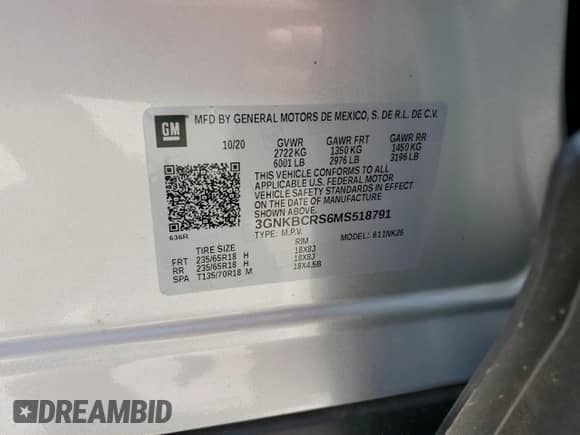 GM
MFD BY GENERAL MOTORS DE MEXICO, S. DE R.L. DE C.V.
10/20 GVWR GAWR FRT GAWR RR
2722 KG 1350 KG 1450 KG
6001 LB 2976 LB 3196 LB
THIS VEHICLE CONFORMS TO ALL
APPLICABLE U.S. FEDERAL MOTOR
VEHICLE SAFETY STANDARDS IN EFFECT
ON THE DATE OF MANUFACTURE
SHOWN ABOVE.
3GNKBCRS6MS518791
TYPE: M.P.V. MODEL: 611NK26
636R
TIRE SIZE RIM
FRT 235/65R18 H 18X8J
RR 235/65R18 H 18X8J
SPA T135/70R18 M 18X4.5B
DREAMBID